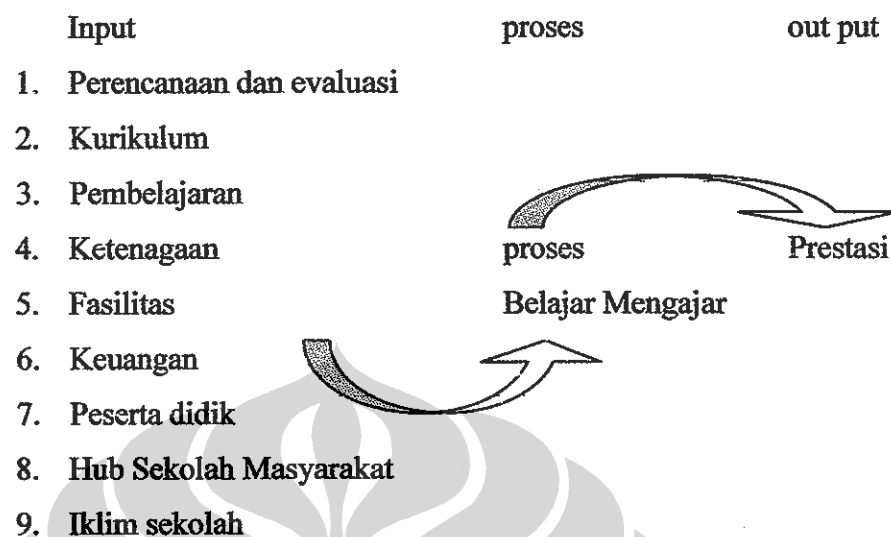 Input proses out put
1. Perencanaan dan evaluasi
2. Kurikulum
3. Pembelajaran
4. Ketenagaan proses Prestasi
5. Fasilitas Belajar Mengajar
6. Keuangan
7. Peserta didik
8. Hub Sekolah Masyarakat
9. Iklim sekolah